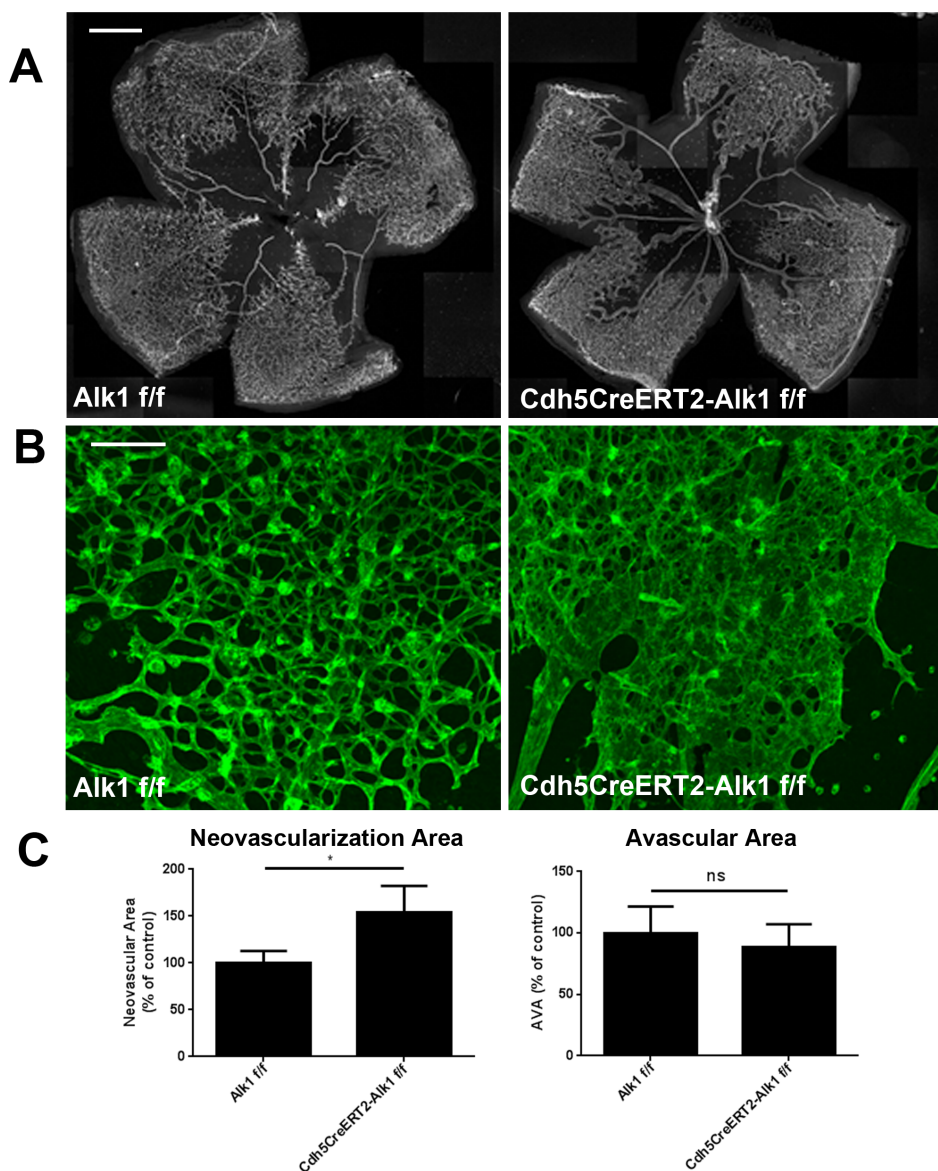 A
Alk1 f/f
Cdh5CreERT2-Alk1 f/f
B
Alk1 f/f
Cdh5CreERT2-Alk1 f/f
C
Neovascularization Area
Neovascular Area
(% of control)
200
150
100
50
0
*
Alk1 f/f
Cdh5CreERT2-Alk1 f/f
Avascular Area
AVA (% of control)
150
100
50
0
ns
Alk1 f/f
Cdh5CreERT2-Alk1 f/f